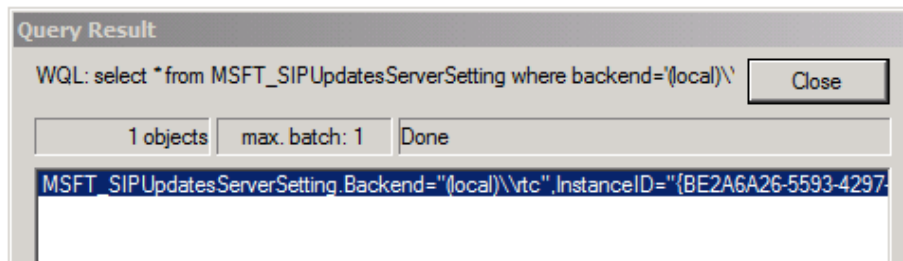 Query Result
WQL: select * from MSFT_SIPUpdatesServerSetting where backend='(local)\'
Close
1 objects
max. batch: 1
Done
MSFT_SIPUpdatesServerSetting.Backend="(local)\\rtc",InstanceID="{BE2A6A26-5593-4297-